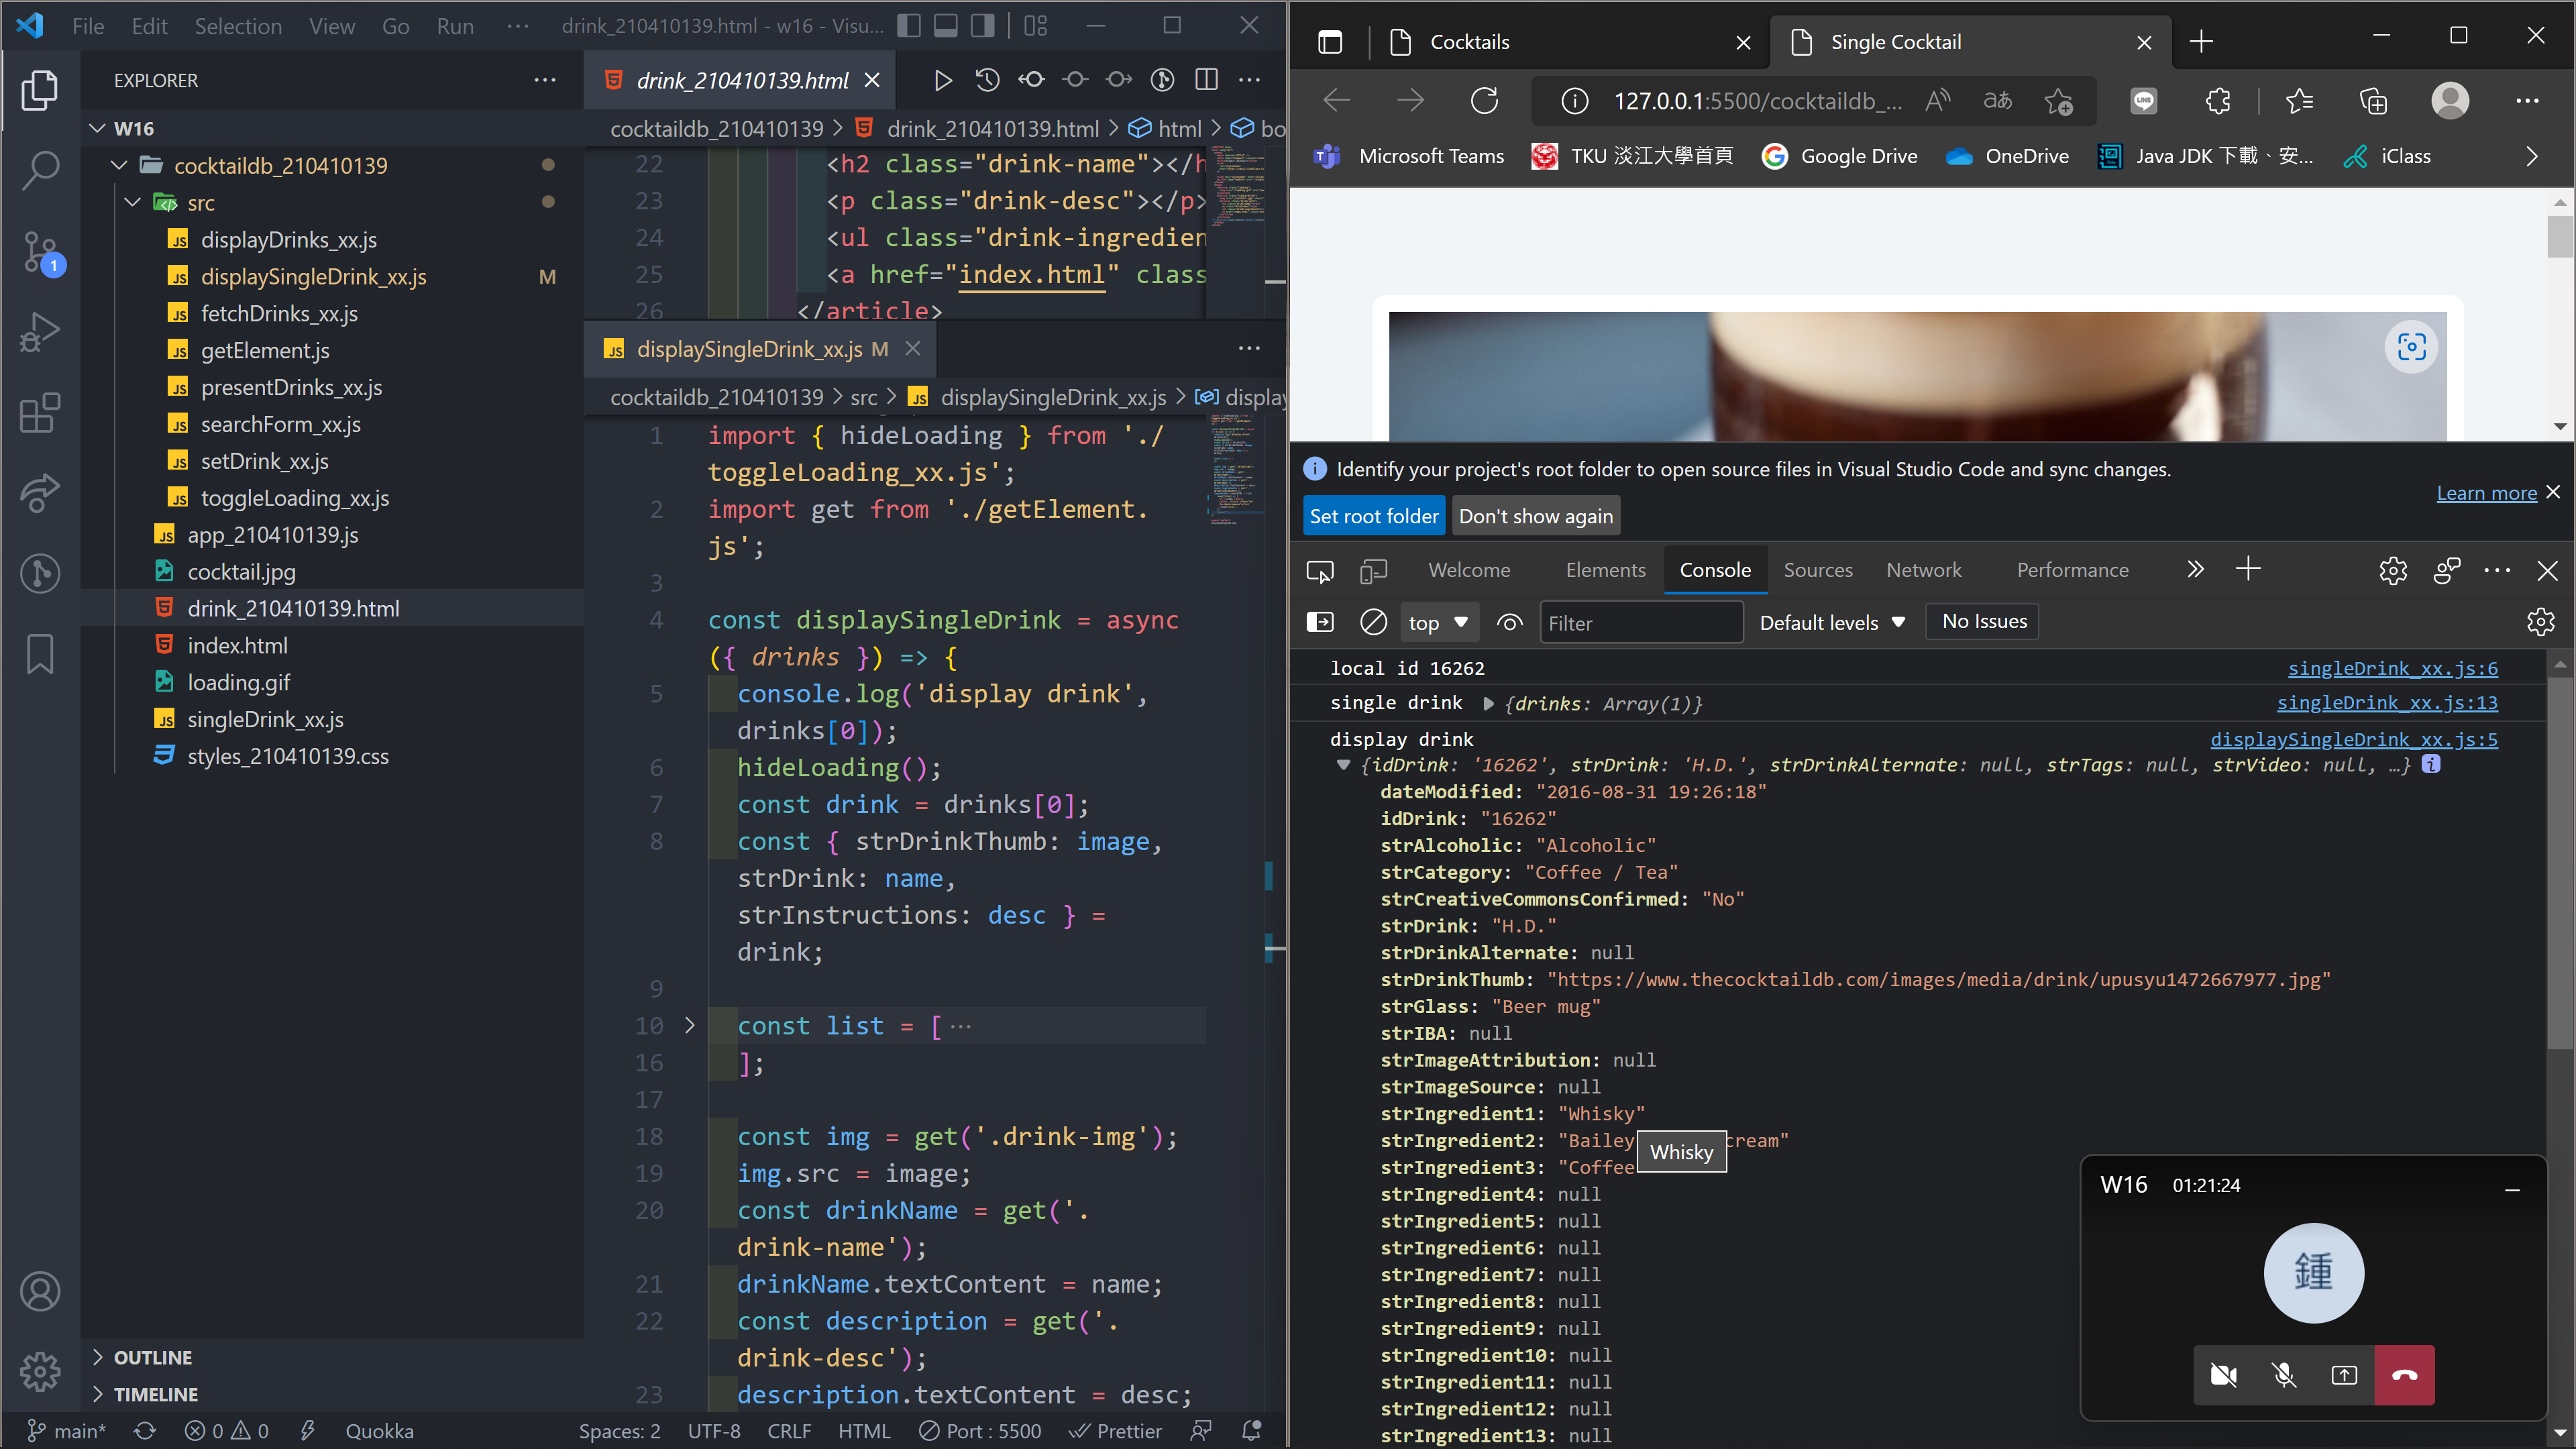 File Edit Selection View Go Run ··· drink_210410139.html - w16 - Visu...
EXPLORER
W16
cocktaildb_210410139
src
displayDrinks_xx.js
displaySingleDrink_xx.js M
fetchDrinks_xx.js
getElement.js
presentDrinks_xx.js
searchForm_xx.js
setDrink_xx.js
toggleLoading_xx.js
app_210410139.js
cocktail.jpg
drink_210410139.html
index.html
loading.gif
singleDrink_xx.js
styles_210410139.css
OUTLINE
TIMELINE
1
drink_210410139.html
cocktaildb_210410139 > drink_210410139.html > html > bo
22 <h2 class="drink-name"></h
23 <p class="drink-desc"></p>
24 <ul class="drink-ingredien
25 <a href="index.html" class
26 </article>
displaySingleDrink_xx.js M
cocktaildb_210410139 > src > displaySingleDrink_xx.js > display
1 import { hideLoading } from './
toggleLoading_xx.js';
2 import get from './getElement.
js';
3
4 const displaySingleDrink = async
({ drinks }) => {
5 console.log('display drink',
drinks[0]);
6 hideLoading();
7 const drink = drinks[0];
8 const { strDrinkThumb: image,
strDrink: name,
strInstructions: desc } =
drink;
9
10 const list = [ ···
16 ];
17
18 const img = get('.drink-img');
19 img.src = image;
20 const drinkName = get('.
drink-name');
21 drinkName.textContent = name;
22 const description = get('.
drink-desc');
23 description.textContent = desc;
main* 0 0 Quokka Spaces: 2 UTF-8 CRLF HTML Port : 5500 Prettier
Cocktails
Single Cocktail
127.0.0.1:5500/cocktaildb_...
Microsoft Teams TKU 淡江大學首頁 Google Drive OneDrive Java JDK 下載、安... iClass
Identify your project's root folder to open source files in Visual Studio Code and sync changes.
Learn more
Set root folder Don't show again
Welcome Elements Console Sources Network Performance
top Filter Default levels No Issues
local id 16262 singleDrink_xx.js:6
single drink {drinks: Array(1)} singleDrink_xx.js:13
display drink displaySingleDrink_xx.js:5
{idDrink: '16262', strDrink: 'H.D.', strDrinkAlternate: null, strTags: null, strVideo: null, …}
dateModified: "2016-08-31 19:26:18"
idDrink: "16262"
strAlcoholic: "Alcoholic"
strCategory: "Coffee / Tea"
strCreativeCommonsConfirmed: "No"
strDrink: "H.D."
strDrinkAlternate: null
strDrinkThumb: "https://www.thecocktaildb.com/images/media/drink/upusyu1472667977.jpg"
strGlass: "Beer mug"
strIBA: null
strImageAttribution: null
strImageSource: null
strIngredient1: "Whisky"
strIngredient2: "Bailey cream"
Whisky
strIngredient3: "Coffee
strIngredient4: null
strIngredient5: null
strIngredient6: null
strIngredient7: null
strIngredient8: null
strIngredient9: null
strIngredient10: null
strIngredient11: null
strIngredient12: null
strIngredient13: null
W16 01:21:24
鍾